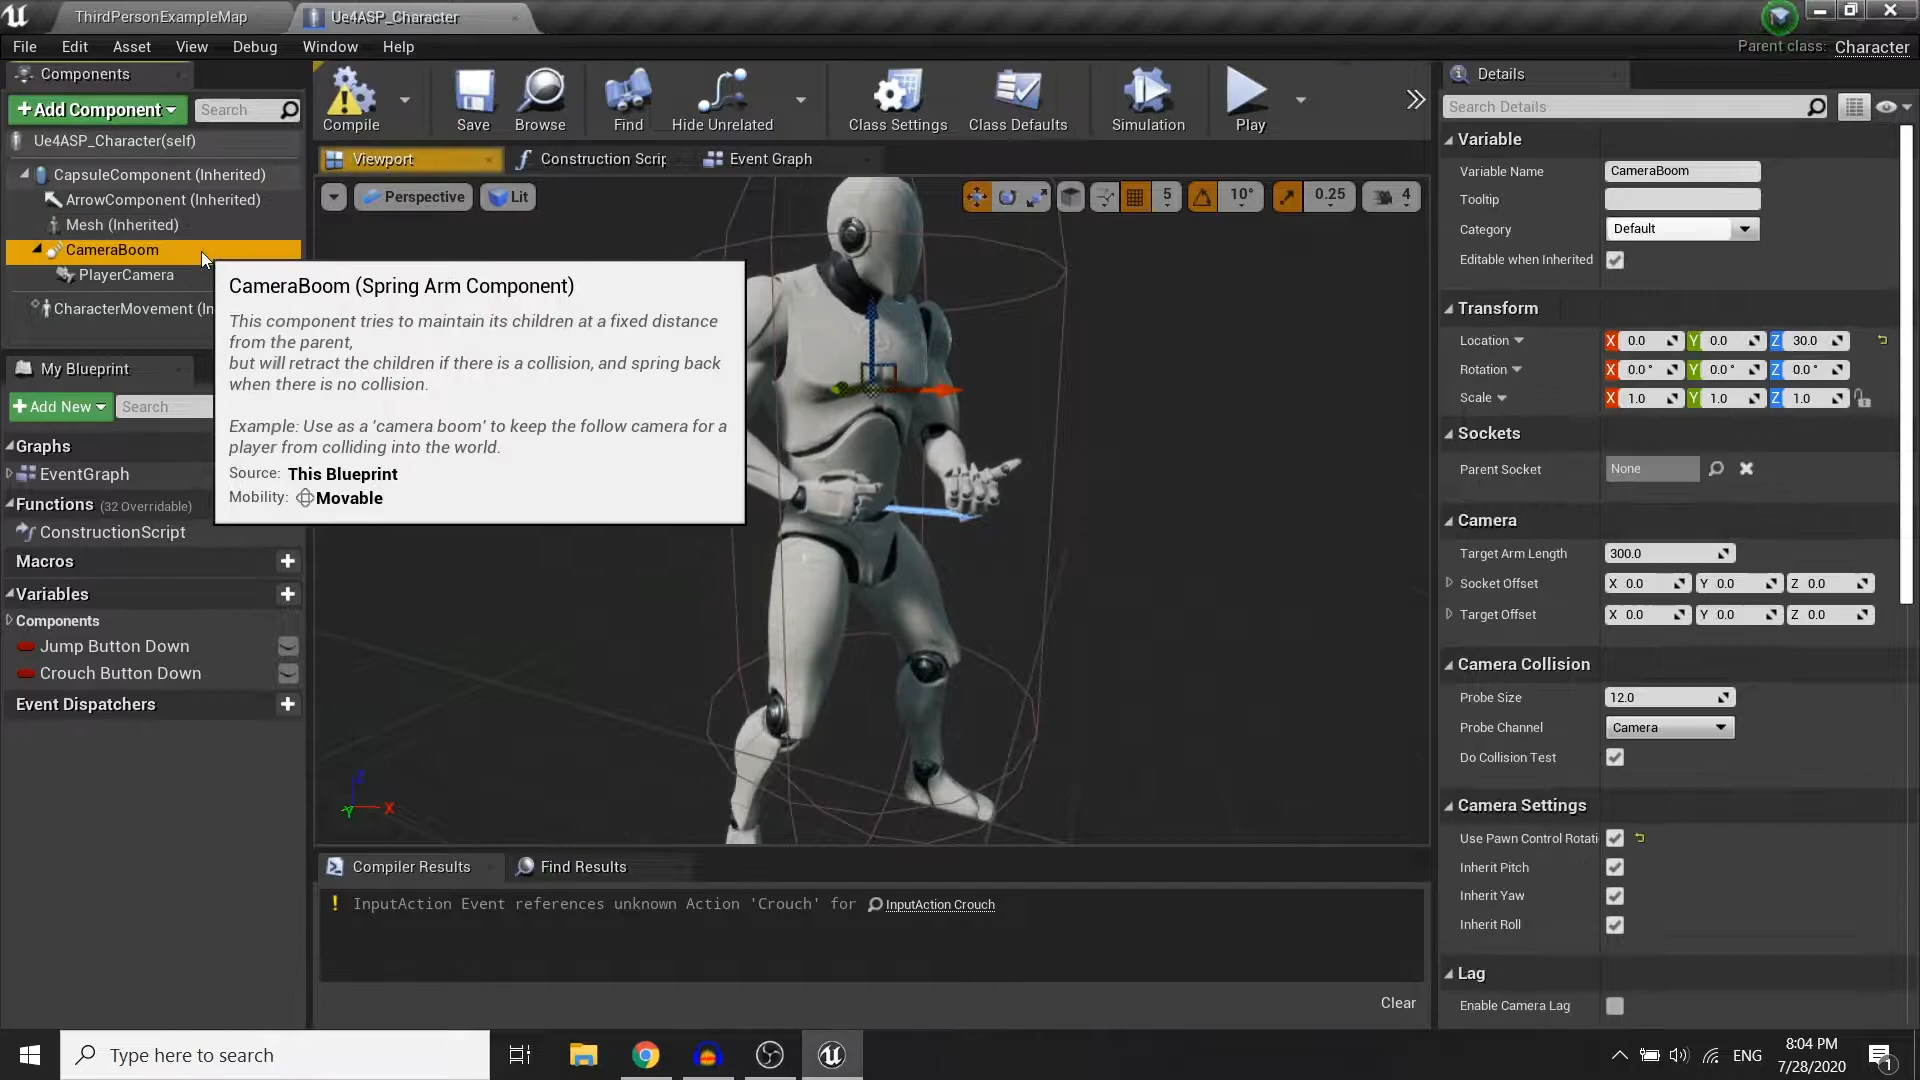 ThirdPersonExampleMap
Ue4ASP_Character
File Edit Asset View Debug Window Help
Parent class: Character
Components
+Add Component
Search
Ue4ASP_Character(self)
CapsuleComponent (Inherited)
ArrowComponent (Inherited)
Mesh (Inherited)
CameraBoom
PlayerCamera
CharacterMovement (In
My Blueprint
+Add New
Search
Graphs
EventGraph
Functions (32 Overridable)
ConstructionScript
Macros
Variables
Components
Jump Button Down
Crouch Button Down
Event Dispatchers
Compile
Save
Browse
Find
Hide Unrelated
Class Settings
Class Defaults
Simulation
Play
Viewport
Construction Scrip
Event Graph
Perspective
Lit
5
10°
0.25
4
CameraBoom (Spring Arm Component)
This component tries to maintain its children at a fixed distance
from the parent,
but will retract the children if there is a collision, and spring back
when there is no collision.
Example: Use as a 'camera boom' to keep the follow camera for a
player from colliding into the world.
Source: This Blueprint
Mobility: Movable
Z
Y
X
Compiler Results
Find Results
! InputAction Event references unknown Action 'Crouch' for InputAction Crouch
Clear
Details
Search Details
Variable
Variable Name CameraBoom
Tooltip
Category Default
Editable when Inherited
Transform
Location X 0.0 Y 0.0 Z 30.0
Rotation X 0.0 ° Y 0.0 ° Z 0.0 °
Scale X 1.0 Y 1.0 Z 1.0
Sockets
Parent Socket None
Camera
Target Arm Length 300.0
Socket Offset X 0.0 Y 0.0 Z 0.0
Target Offset X 0.0 Y 0.0 Z 0.0
Camera Collision
Probe Size 12.0
Probe Channel Camera
Do Collision Test
Camera Settings
Use Pawn Control Rotati
Inherit Pitch
Inherit Yaw
Inherit Roll
Lag
Enable Camera Lag
Type here to search
ENG
8:04 PM
7/28/2020
1